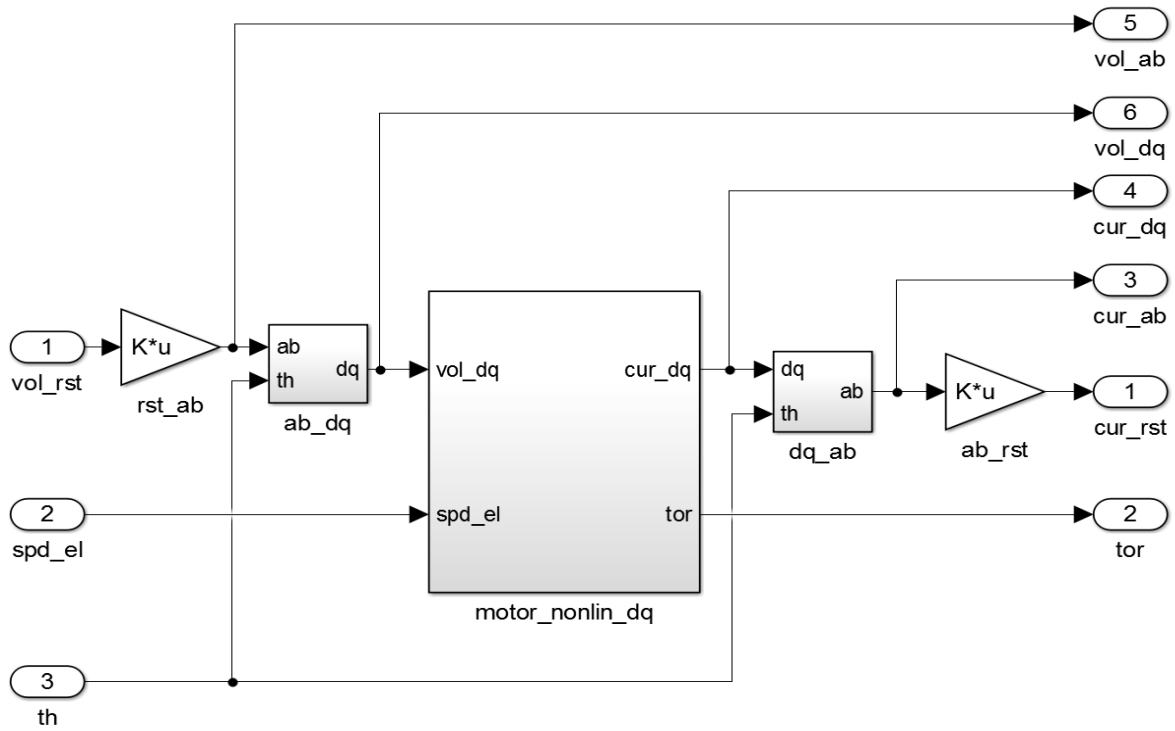 5
vol_ab
6
vol_dq
4
cur_dq
3
cur_ab
1
vol_rst
K*u
rst_ab
ab
th
dq
ab_dq
vol_dq
spd_el
cur_dq
tor
motor_nonlin_dq
dq
th
ab
dq_ab
K*u
ab_rst
1
cur_rst
2
spd_el
2
tor
3
th